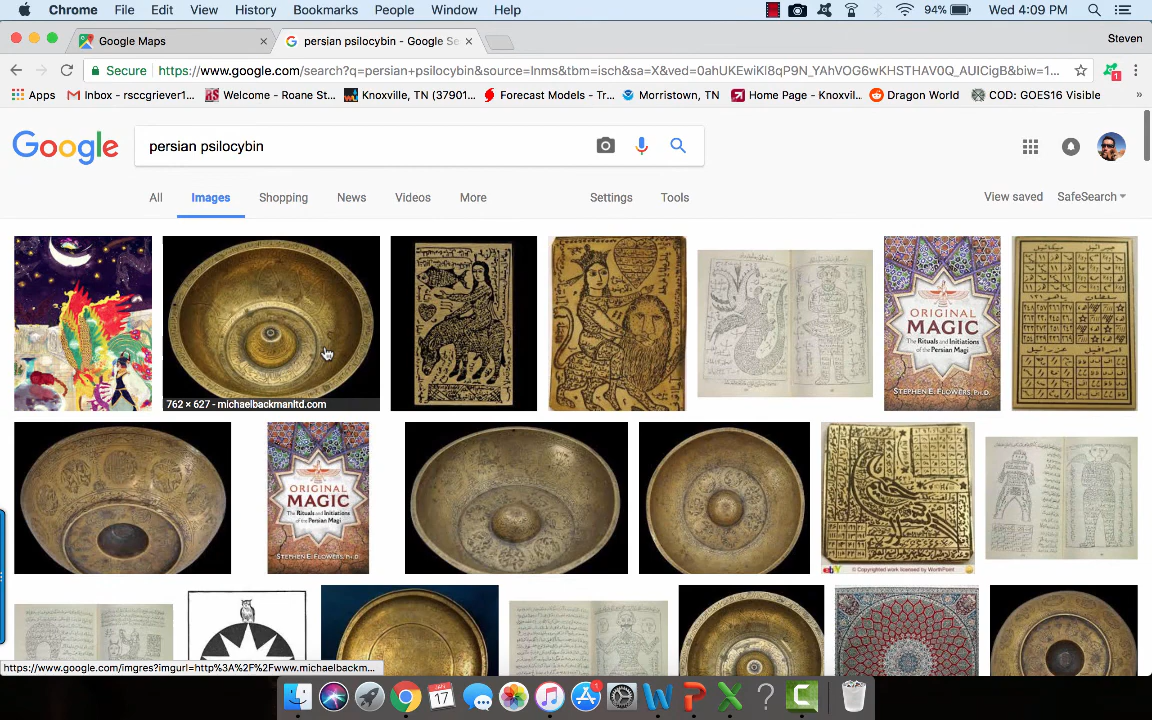 Chrome File Edit View History Bookmarks People Window Help 94% Wed 4:09 PM
Google Maps persian psilocybin - Google Se Steven
Secure https://www.google.com/search?q=persian+psilocybin&source=lnms&tbm=isch&sa=X&ved=0ahUKEwiKl8qP9N_YAhVOG6wKHSTHAV0Q_AUICigB&biw=1...
Apps Inbox - rsccgriever1... Welcome - Roane St... Knoxville, TN (37901... Forecast Models - Tr... Morristown, TN Home Page - Knoxvil... Dragon World COD: GOES16 Visible »
Google persian psilocybin
All Images Shopping News Videos More Settings Tools View saved SafeSearch
ORIGINAL
MAGIC
The Rituals and Initiations
of the Persian Magi
STEPHEN E. FLOWERS, PH.D.
762 × 627 - michaelbackmanltd.com
ORIGINAL
MAGIC
The Rituals and Initiations
of the Persian Magi
STEPHEN E. FLOWERS, PH.D.
ebY © Copyrighted work licensed by WorthPoint
https://www.google.com/imgres?imgurl=http%3A%2F%2Fwww.michaelbackm...
1
JAN
17
1